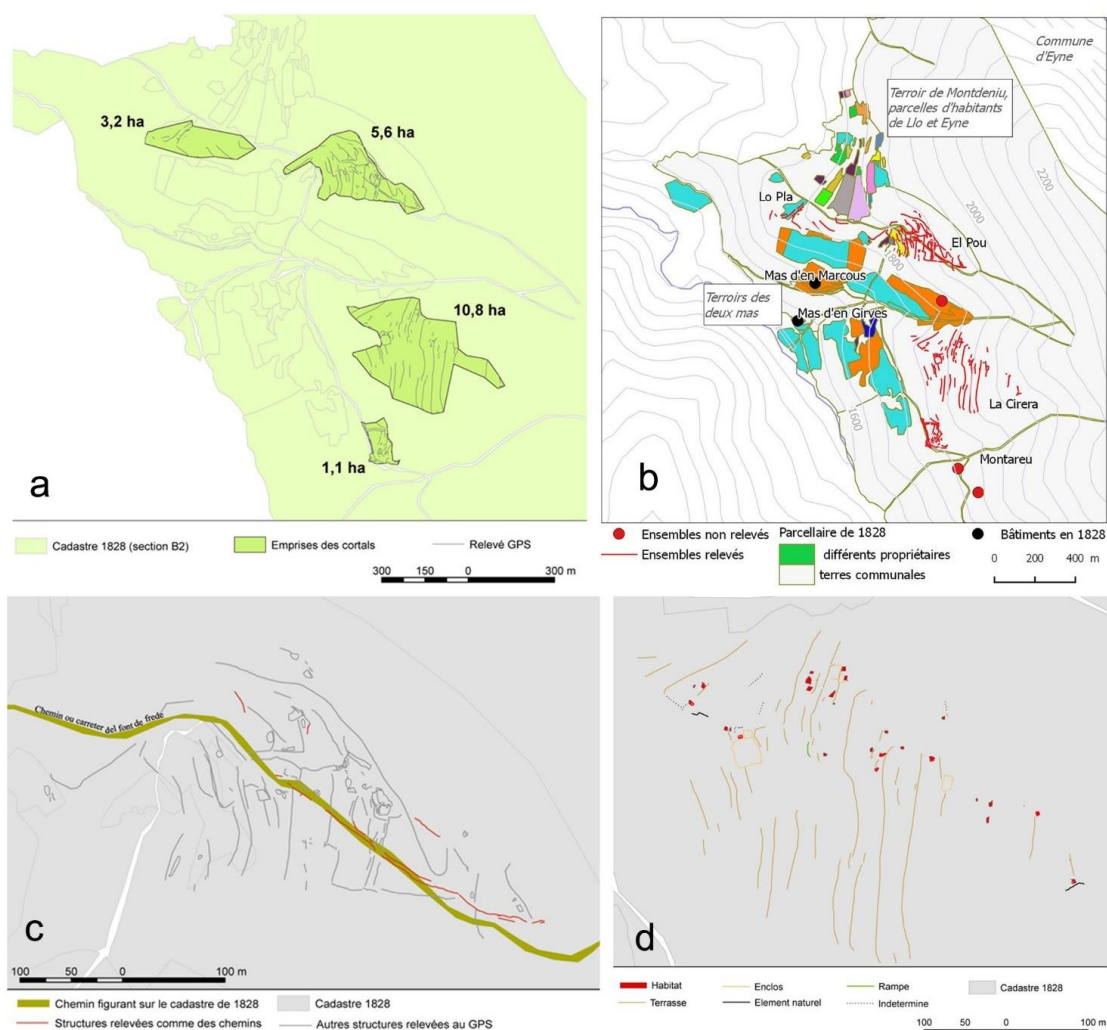 3,2 ha
5,6 ha
10,8 ha
1,1 ha
a
Cadastre 1828 (section B2)
Emprises des cortals
Relevé GPS
300 150 0 300 m
Commune
d'Eyne
Terroir de Montdeniu,
parcelles d'habitants
de Llo et Eyne
2200
2000
Lo Pla
El Pou
1800
Mas d'en Marcous
Terroirs des
deux mas
Mas d'en Girves
La Cirera
1600
Montareu
b
Ensembles non relevés
Parcellaire de 1828
Bâtiments en 1828
Ensembles relevés
différents propriétaires
terres communales
0 200 400 m
Chemin ou carreter del font de frede
c
100 50 0 100 m
Chemin figurant sur le cadastre de 1828
Cadastre 1828
Structures relevées comme des chemins
Autres structures relevées au GPS
d
Habitat
Enclos
Rampe
Cadastre 1828
Terrasse
Element naturel
Indetermine
100 50 0 100 m